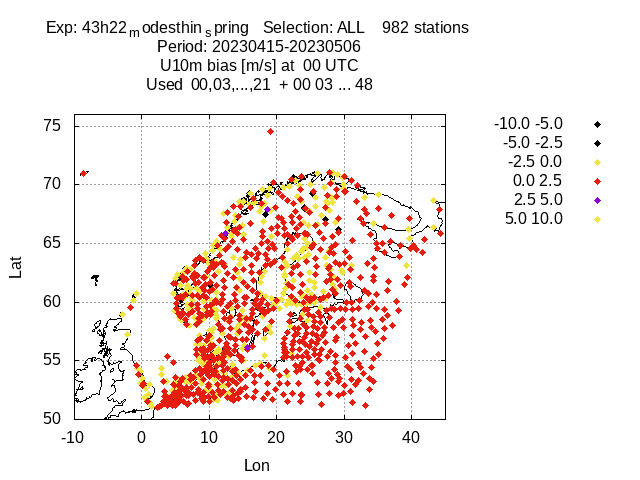 Exp: 43h22modesthinspring Selection: ALL 982 stations
Period: 20230415-20230506
U10m bias [m/s] at 00 UTC
Used 00,03,...,21 + 00 03 ... 48
-10.0 -5.0
-5.0 -2.5
-2.5 0.0
0.0 2.5
2.5 5.0
5.0 10.0
75
70
65
60
55
50
Lat
-10 0 10 20 30 40
Lon